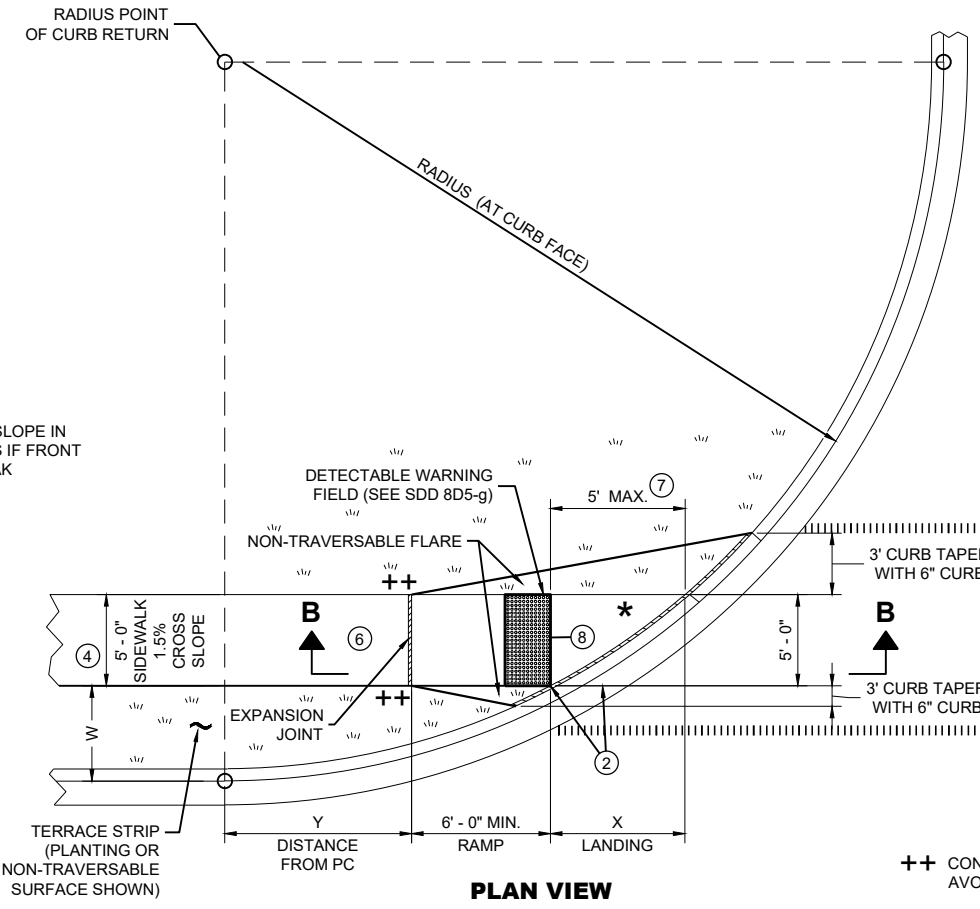 RADIUS POINT
OF CURB RETURN
RADIUS (AT CURB FACE)
SLOPE IN
IF FRONT
DETECTABLE WARNING
FIELD (SEE SDD 8D5-g)
5' MAX.
7
NON-TRAVERSABLE FLARE
3' CURB TAPER
WITH 6" CURB
++
B
6
*
8
B
4
5' - 0"
SIDEWALK
1.5%
CROSS
SLOPE
5' - 0"
++
3' CURB TAPER
WITH 6" CURB
EXPANSION
JOINT
W
~
2
TERRACE STRIP
(PLANTING OR
NON-TRAVERSABLE
SURFACE SHOWN)
Y
DISTANCE
FROM PC
6' - 0" MIN.
RAMP
X
LANDING
PLAN VIEW
++ CON
AVO